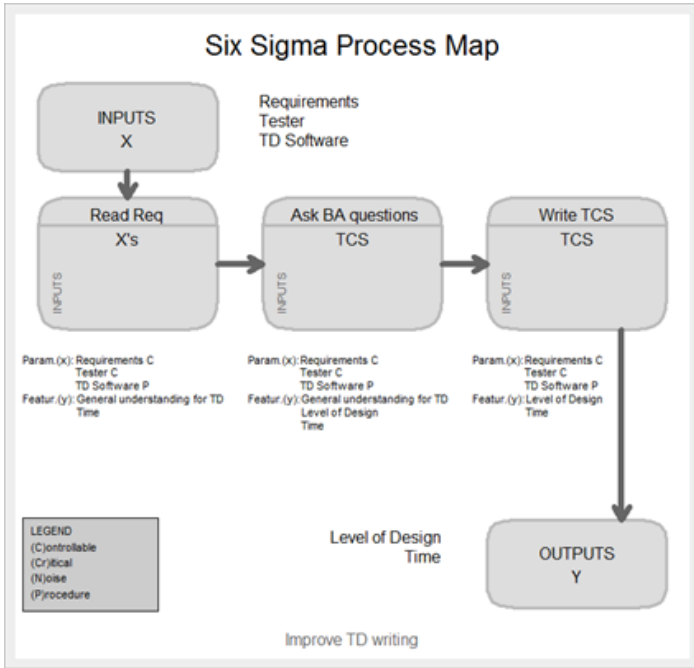 Six Sigma Process Map
INPUTS
X
Requirements
Tester
TD Software
Read Req
X's
INPUTS
Ask BA questions
TCS
INPUTS
Write TCS
TCS
INPUTS
Param.(x): Requirements C
Tester C
TD Software P
Featur.(y): General understanding for TD
Time
Param.(x): Requirements C
Tester C
TD Software P
Featur.(y): General understanding for TD
Level of Design
Time
Param.(x): Requirements C
Tester C
TD Software P
Featur.(y): Level of Design
Time
LEGEND
(C)ontrollable
(Cr)itical
(N)oise
(P)rocedure
Level of Design
Time
OUTPUTS
Y
Improve TD writing